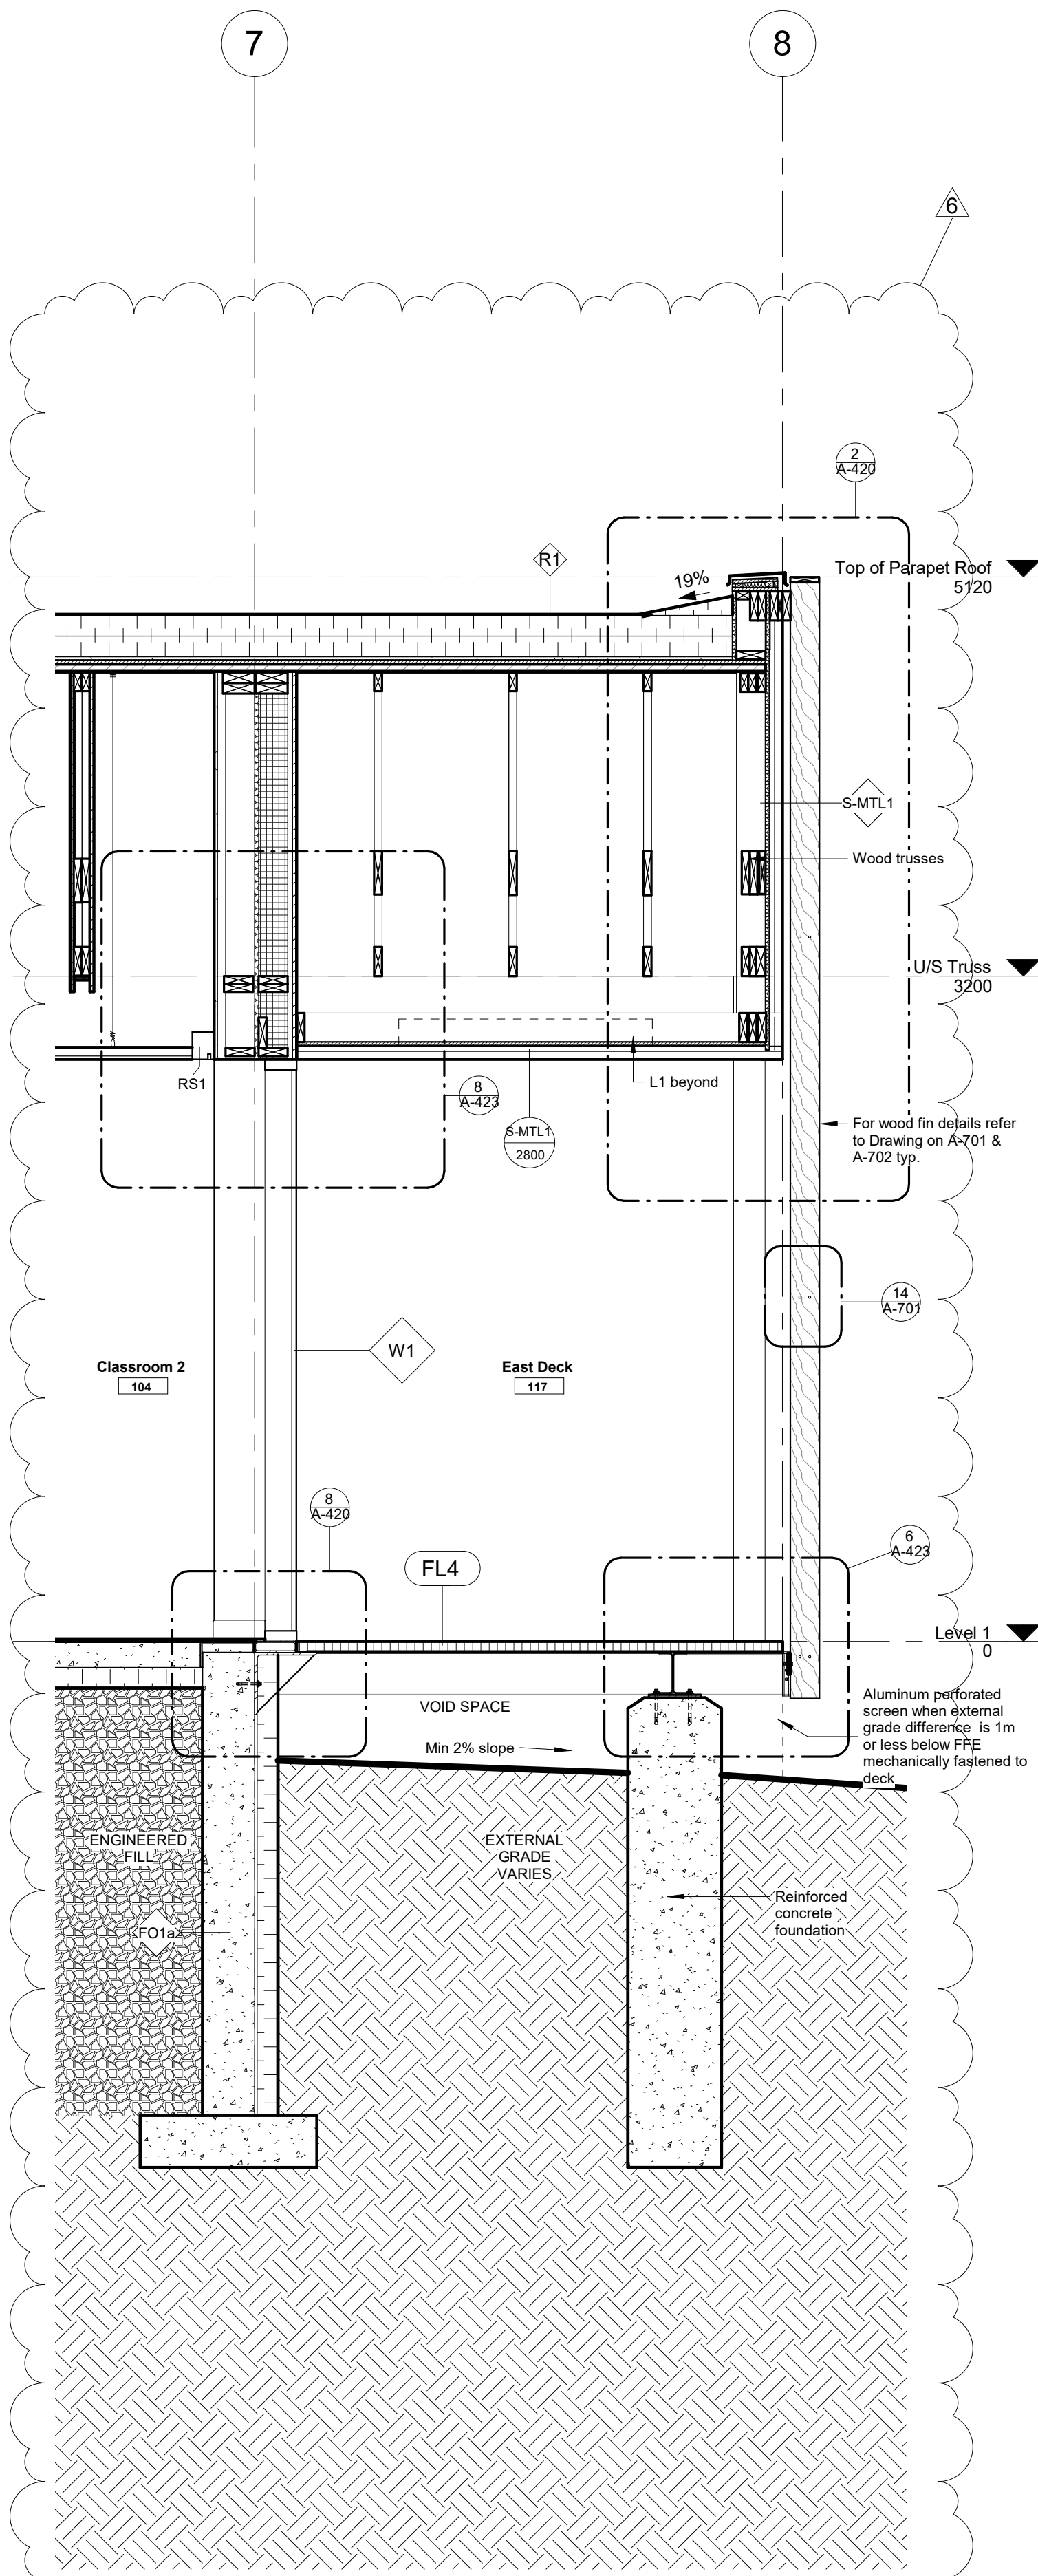 7
8
6
2
A-420
R1
19%
Top of Parapet Roof
5120
S-MTL1
Wood trusses
U/S Truss
3200
RS1
L1 beyond
8
A-423
S-MTL1
2800
For wood fin details refer
to Drawing on A-701 &
A-702 typ.
14
A-701
W1
Classroom 2
104
East Deck
117
8
A-420
FL4
6
A-423
Level 1
0
VOID SPACE
Min 2% slope
Aluminum perforated
screen when external
grade difference is 1m
or less below FFE
mechanically fastened to
deck
ENGINEERED
FILL
EXTERNAL
GRADE
VARIES
Reinforced
concrete
foundation
FO1a